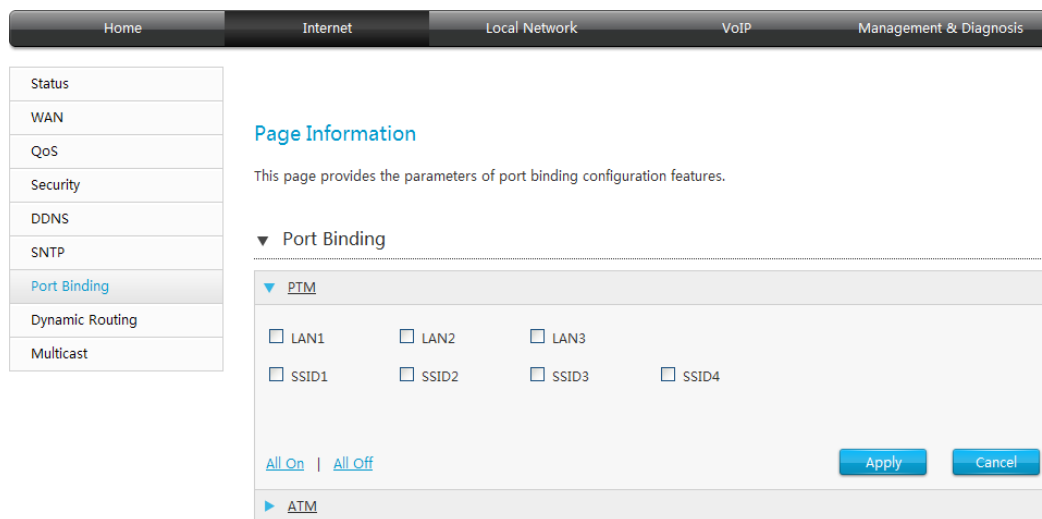 Home Internet Local Network VoIP Management & Diagnosis
Status
WAN
QoS
Security
DDNS
SNTP
Port Binding
Dynamic Routing
Multicast
Page Information
This page provides the parameters of port binding configuration features.
Port Binding
PTM
LAN1 LAN2 LAN3
SSID1 SSID2 SSID3 SSID4
All On | All Off Apply Cancel
ATM